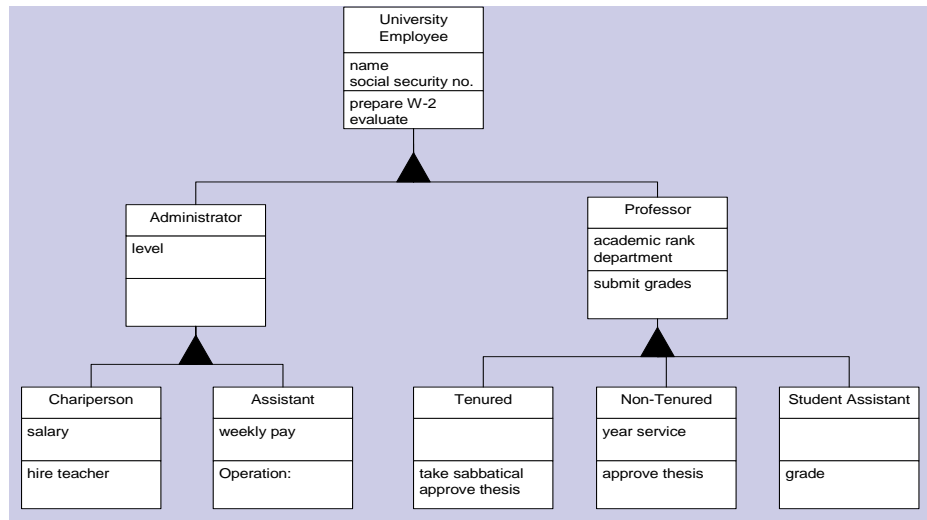 University
Employee
name
social security no.
prepare W-2
evaluate
Administrator
level
Professor
academic rank
department
submit grades
Chariperson
salary
hire teacher
Assistant
weekly pay
Operation:
Tenured
take sabbatical
approve thesis
Non-Tenured
year service
approve thesis
Student Assistant
grade